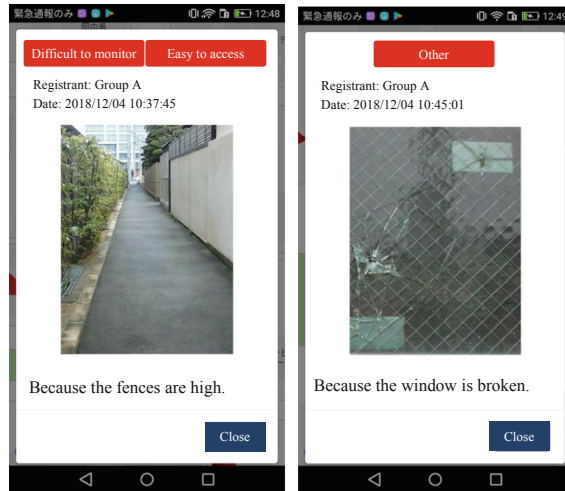 緊急通報のみ 12:48
Difficult to monitor Easy to access
Registrant: Group A
Date: 2018/12/04 10:37:45
Because the fences are high.
Close
緊急通報のみ 12:49
Other
Registrant: Group A
Date: 2018/12/04 10:45:01
Because the window is broken.
Close